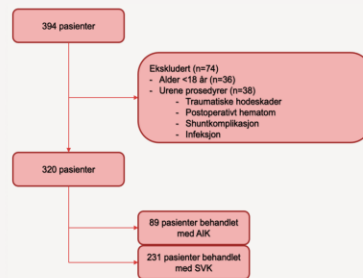 394 pasienter
Ekskludert (n=74)
- Alder <18 år (n=36)
- Urene prosedyrer (n=38)
- Traumatiske hodeskader
- Postoperativt hematom
- Shuntkomplikasjon
- Infeksjon
320 pasienter
89 pasienter behandlet
med AIK
231 pasienter behandlet
med SVK